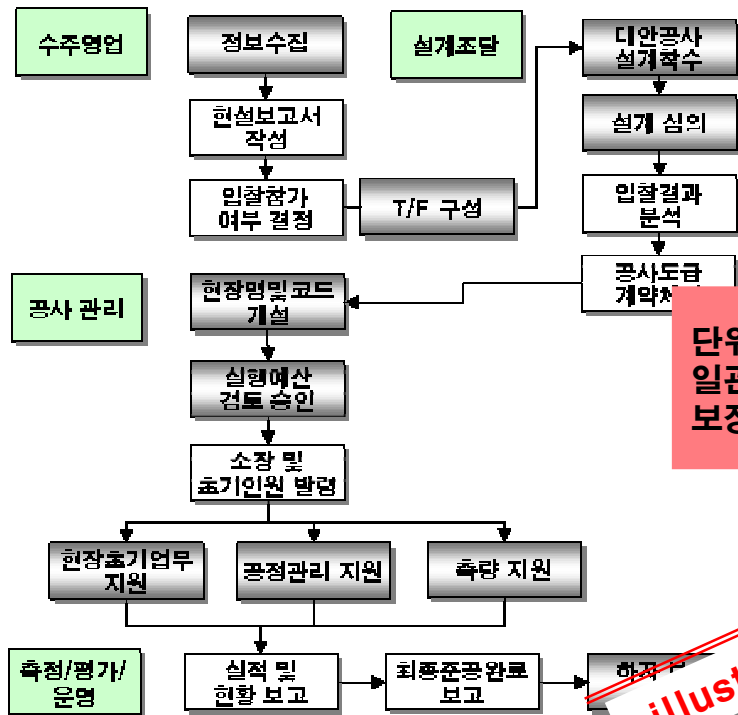 수주영업
정보수집
설계조달
대안공사
설계착수
현설보고서
작성
설계 심의
입찰참가
여부 결정
T/F 구성
입찰결과
분석
공사 관리
현장명및코드
개설
공사도급
실행예산
검토 승인
소장 및
초기인원 발령
현장초기업무
지원
공정관리 지원
측량 지원
측정/평가/
운영
실적 및
현황 보고
최종준공완료
보고
하자